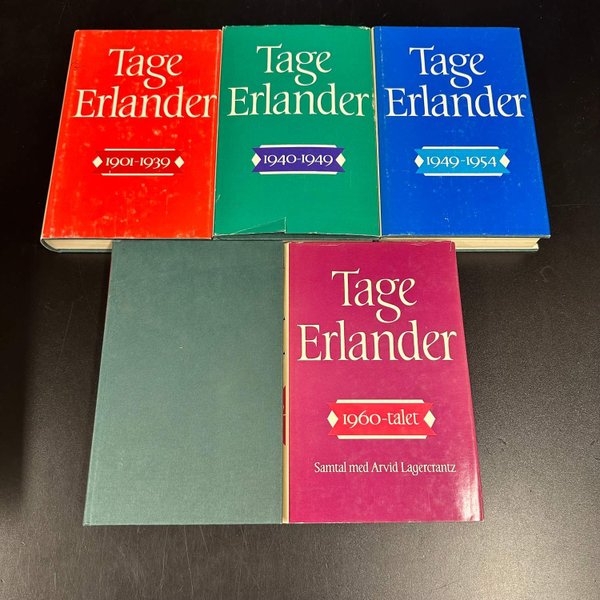 Tage
Erlander
1901-1939
Tage
Erlander
1940-1949
Tage
Erlander
1949-1954
Tage
Erlander
1960-talet
Samtal med Arvid Lagercrantz